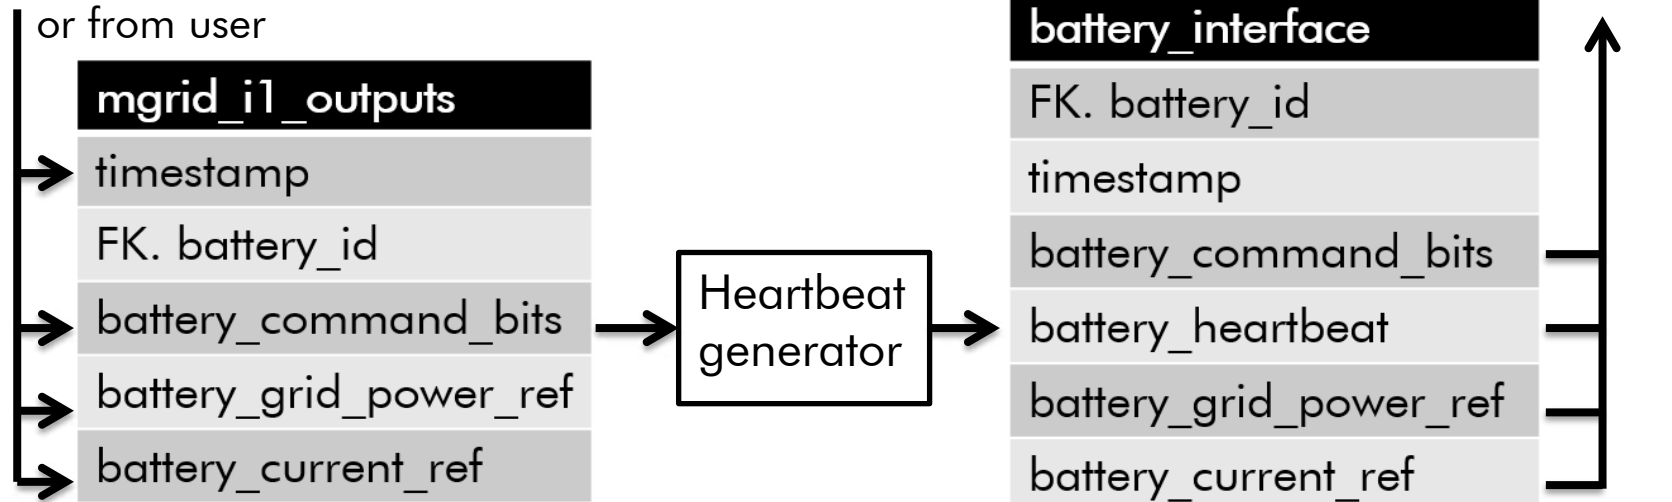 or from user
mgrid_i1_outputs
timestamp
FK. battery_id
battery_command_bits
battery_grid_power_ref
battery_current_ref
Heartbeat
generator
battery_interface
FK. battery_id
timestamp
battery_command_bits
battery_heartbeat
battery_grid_power_ref
battery_current_ref